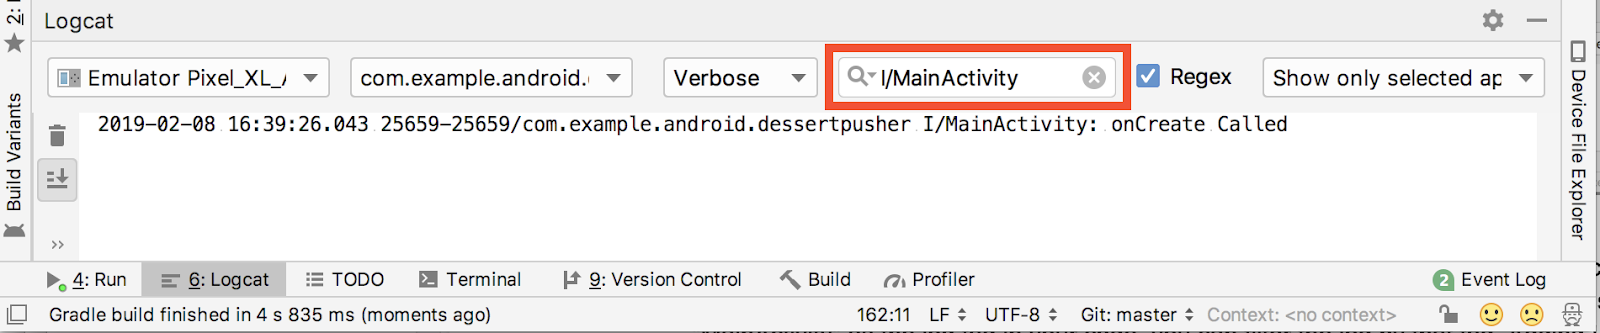 2:
Logcat
Build Variants
Emulator Pixel_XL_
com.example.android.
Verbose
I/MainActivity
Regex
Show only selected ap
Device File Explorer
2019-02-08 16:39:26.043 25659-25659/com.example.android.dessertpusher I/MainActivity: onCreate Called
4: Run
6: Logcat
TODO
Terminal
9: Version Control
Build
Profiler
2
Event Log
Gradle build finished in 4 s 835 ms (moments ago)
162:11
LF
UTF-8
Git: master
Context: <no context>